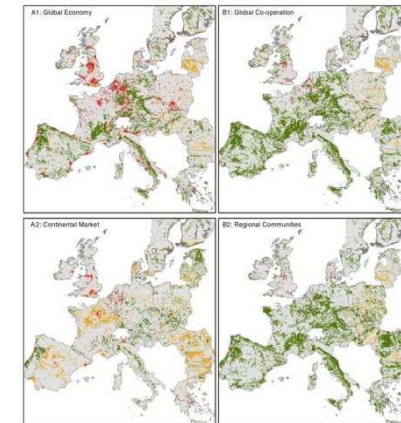 A1: Global Economy
B1: Global Co-operation
A2: Continental Market
B2: Regional Communities